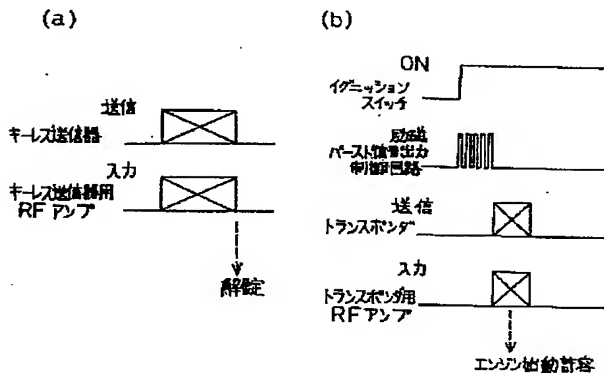 (a)
送信
キーレス送信器
入力
キーレス送信器用
RFアンプ
解錠
(b)
ON
イグニッション
スイッチ
励磁
バースト信号出力
制御回路
送信
トランスポンダ
入力
トランスポンダ用
RFアンプ
エンジン始動許容